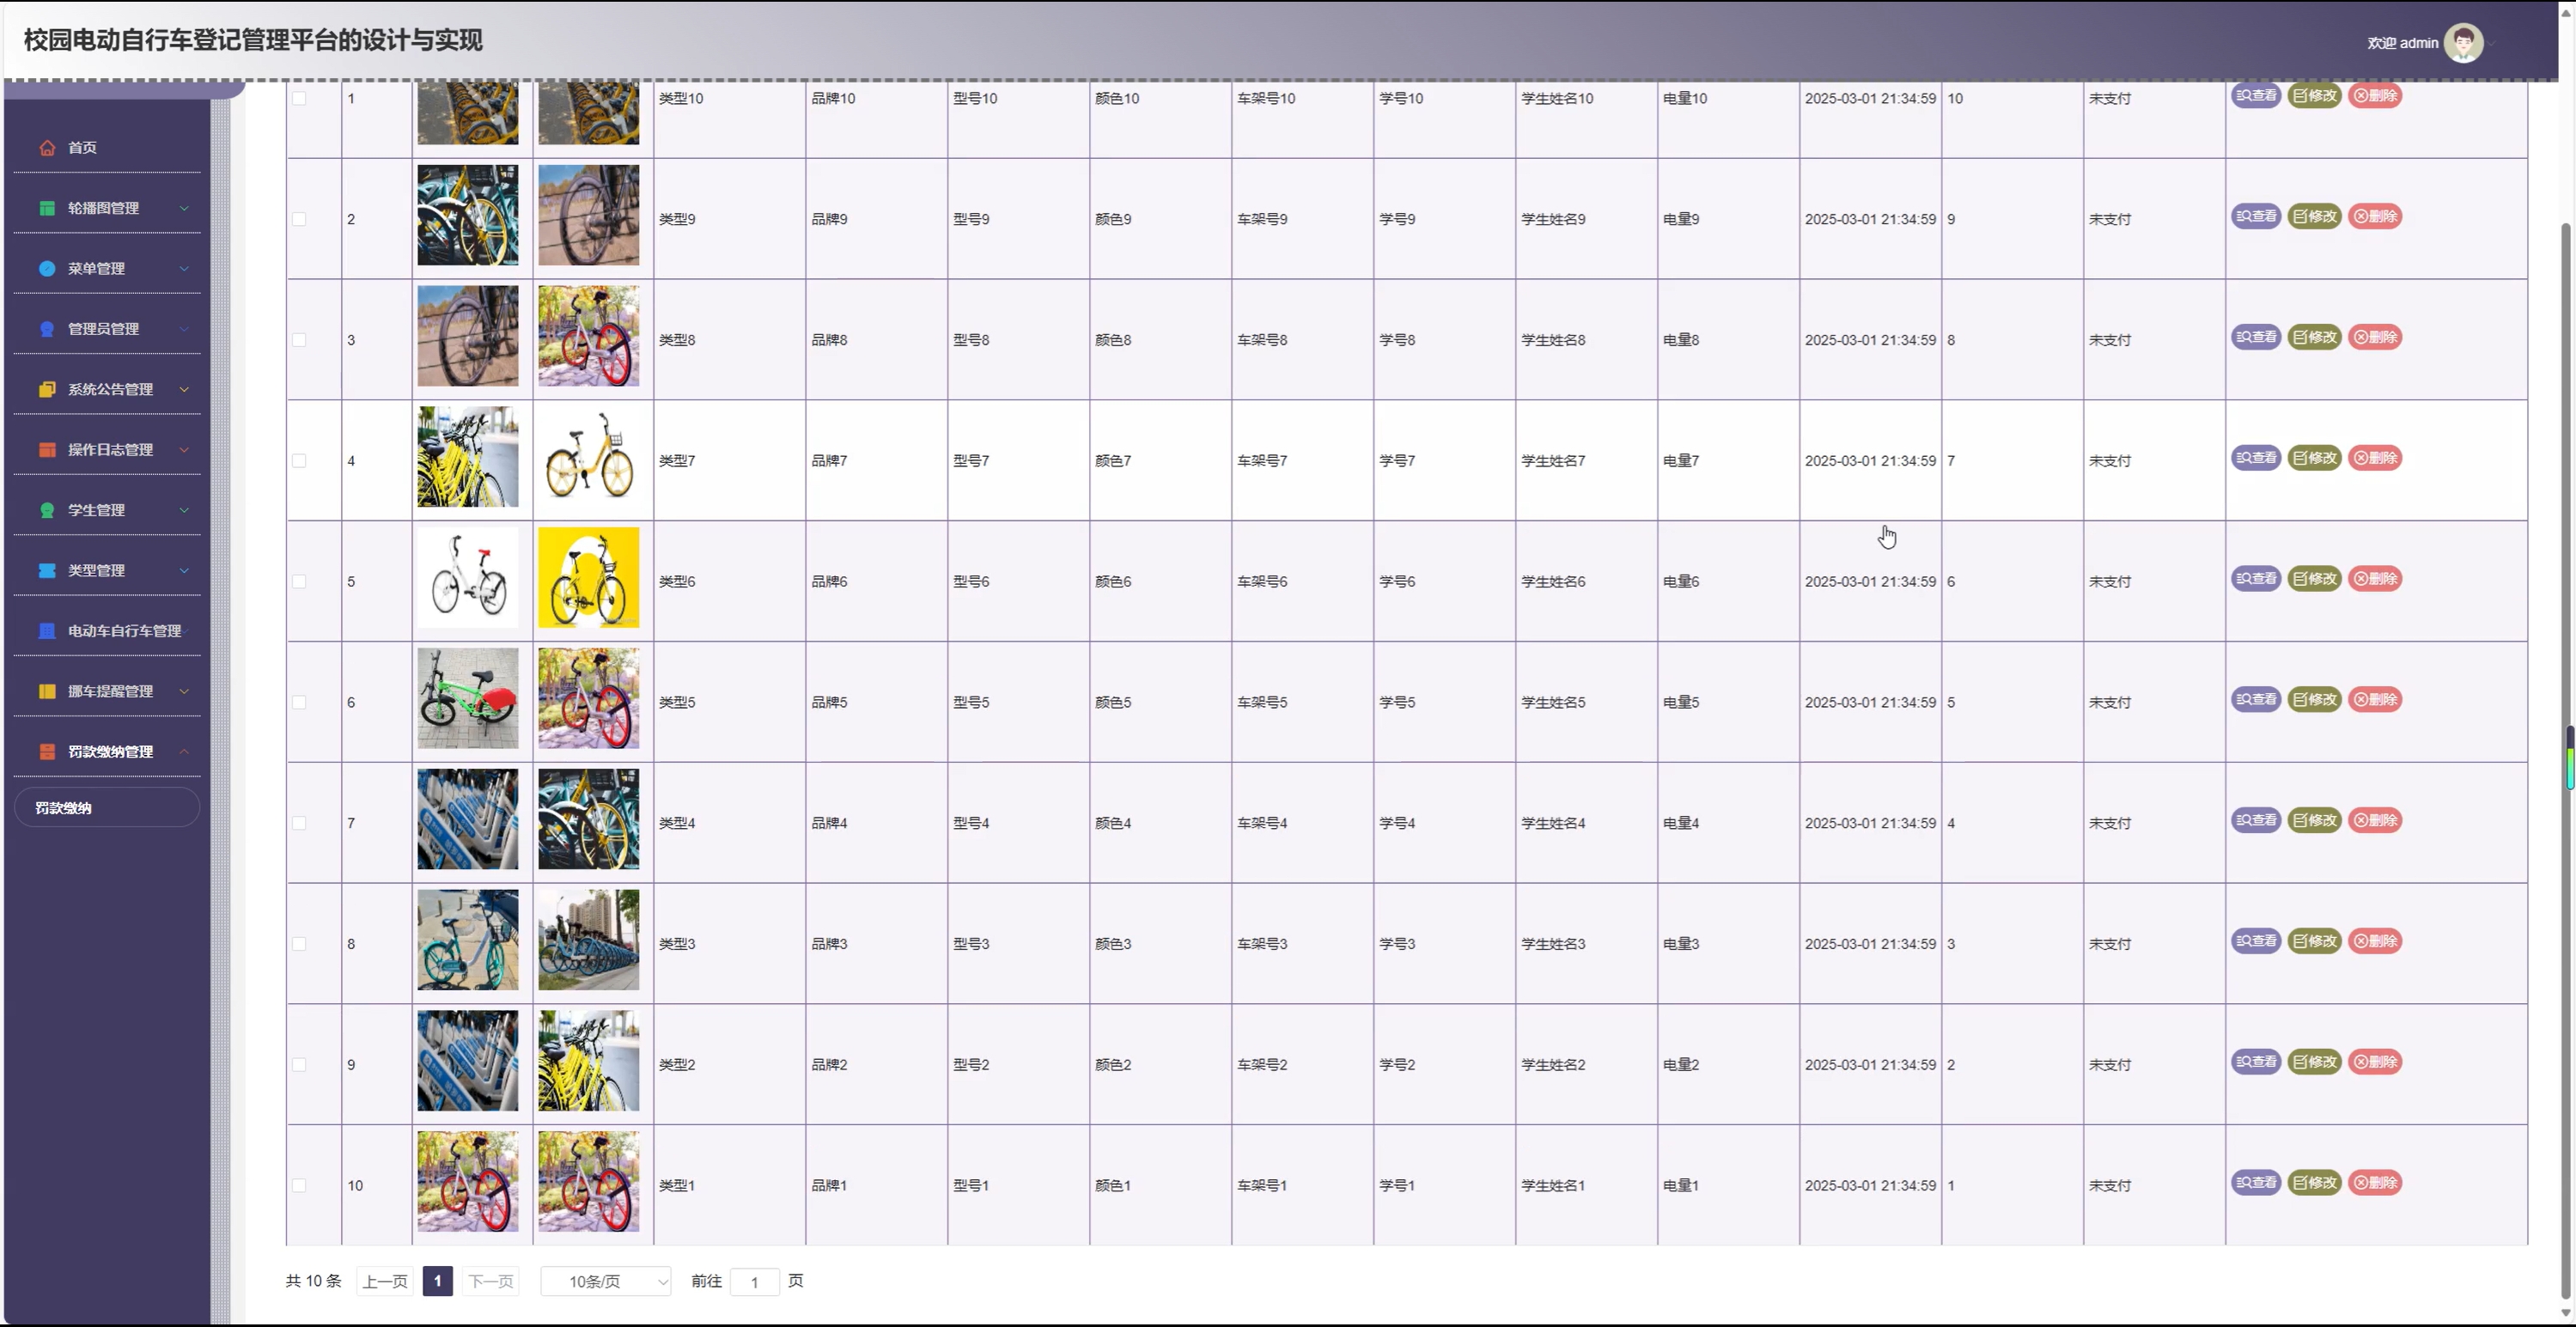 校园电动自行车登记管理平台的设计与实现
欢迎 admin
首页
轮播图管理
菜单管理
管理员管理
系统公告管理
操作日志管理
学生管理
类型管理
电动车自行车管理
挪车提醒管理
罚款缴纳管理
罚款缴纳
1 类型10 品牌10 型号10 颜色10 车架号10 学号10 学生姓名10 电量10 2025-03-01 21:34:59 10 未支付 查看 修改 删除
2 类型9 品牌9 型号9 颜色9 车架号9 学号9 学生姓名9 电量9 2025-03-01 21:34:59 9 未支付 查看 修改 删除
3 类型8 品牌8 型号8 颜色8 车架号8 学号8 学生姓名8 电量8 2025-03-01 21:34:59 8 未支付 查看 修改 删除
4 类型7 品牌7 型号7 颜色7 车架号7 学号7 学生姓名7 电量7 2025-03-01 21:34:59 7 未支付 查看 修改 删除
5 类型6 品牌6 型号6 颜色6 车架号6 学号6 学生姓名6 电量6 2025-03-01 21:34:59 6 未支付 查看 修改 删除
6 类型5 品牌5 型号5 颜色5 车架号5 学号5 学生姓名5 电量5 2025-03-01 21:34:59 5 未支付 查看 修改 删除
7 类型4 品牌4 型号4 颜色4 车架号4 学号4 学生姓名4 电量4 2025-03-01 21:34:59 4 未支付 查看 修改 删除
8 类型3 品牌3 型号3 颜色3 车架号3 学号3 学生姓名3 电量3 2025-03-01 21:34:59 3 未支付 查看 修改 删除
9 类型2 品牌2 型号2 颜色2 车架号2 学号2 学生姓名2 电量2 2025-03-01 21:34:59 2 未支付 查看 修改 删除
10 类型1 品牌1 型号1 颜色1 车架号1 学号1 学生姓名1 电量1 2025-03-01 21:34:59 1 未支付 查看 修改 删除
共 10 条 上一页 1 下一页 10条/页 前往 1 页